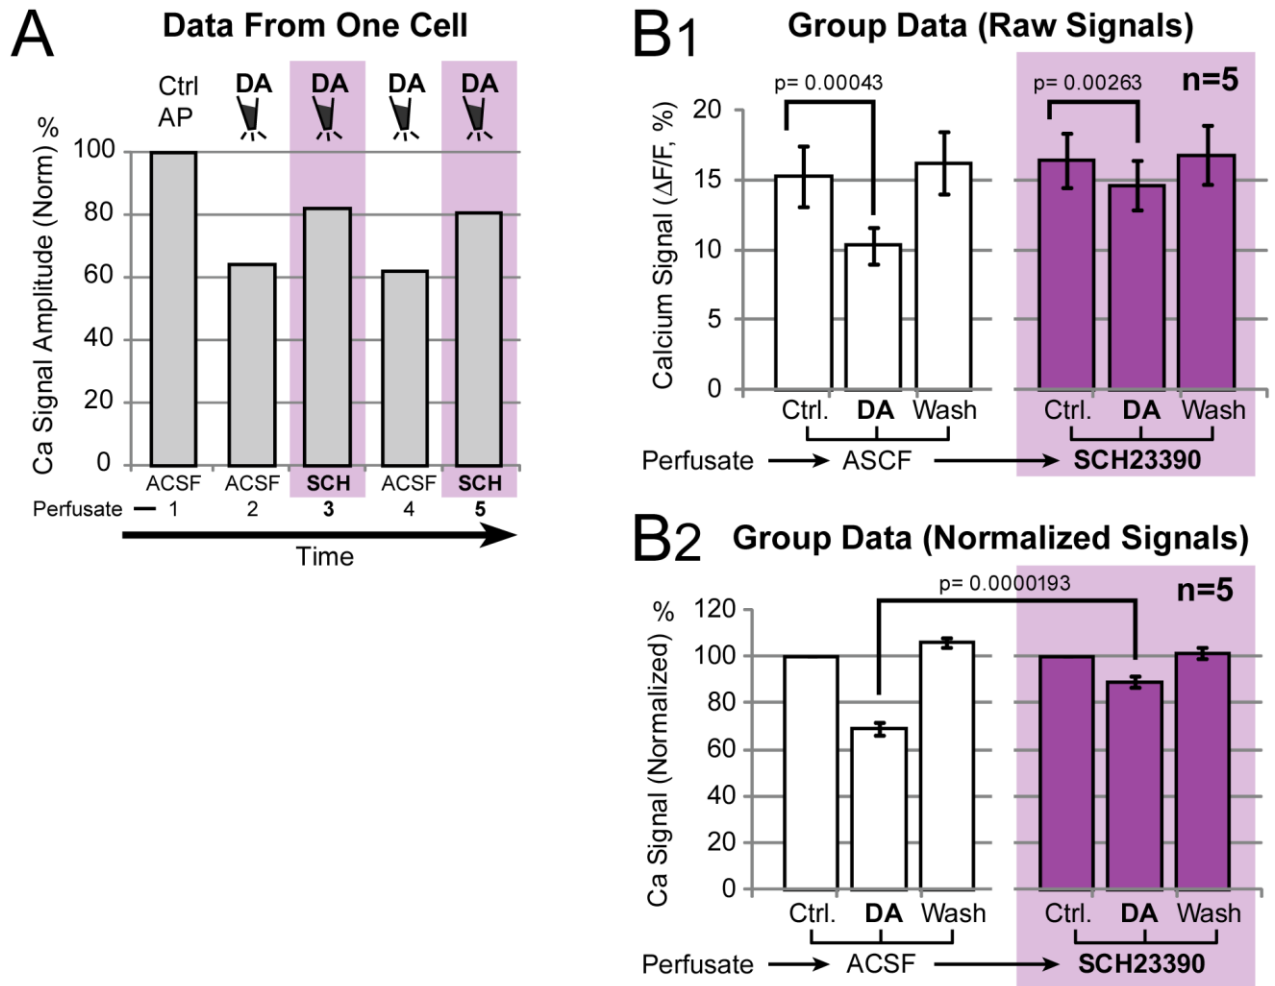 A
Data From One Cell
Ctrl
AP
DA
DA
DA
DA
Ca Signal Amplitude (Norm) %
100
80
60
40
20
0
ACSF ACSF SCH ACSF SCH
Perfusate 1 2 3 4 5
Time
B1
Group Data (Raw Signals)
p= 0.00043
p= 0.00263
n=5
Calcium Signal (ΔF/F, %)
20
15
10
5
0
Ctrl. DA Wash Ctrl. DA Wash
Perfusate ASCF SCH23390
B2
Group Data (Normalized Signals)
p= 0.0000193
n=5
Ca Signal (Normalized) %
120
100
80
60
40
20
0
Ctrl. DA Wash Ctrl. DA Wash
Perfusate ACSF SCH23390